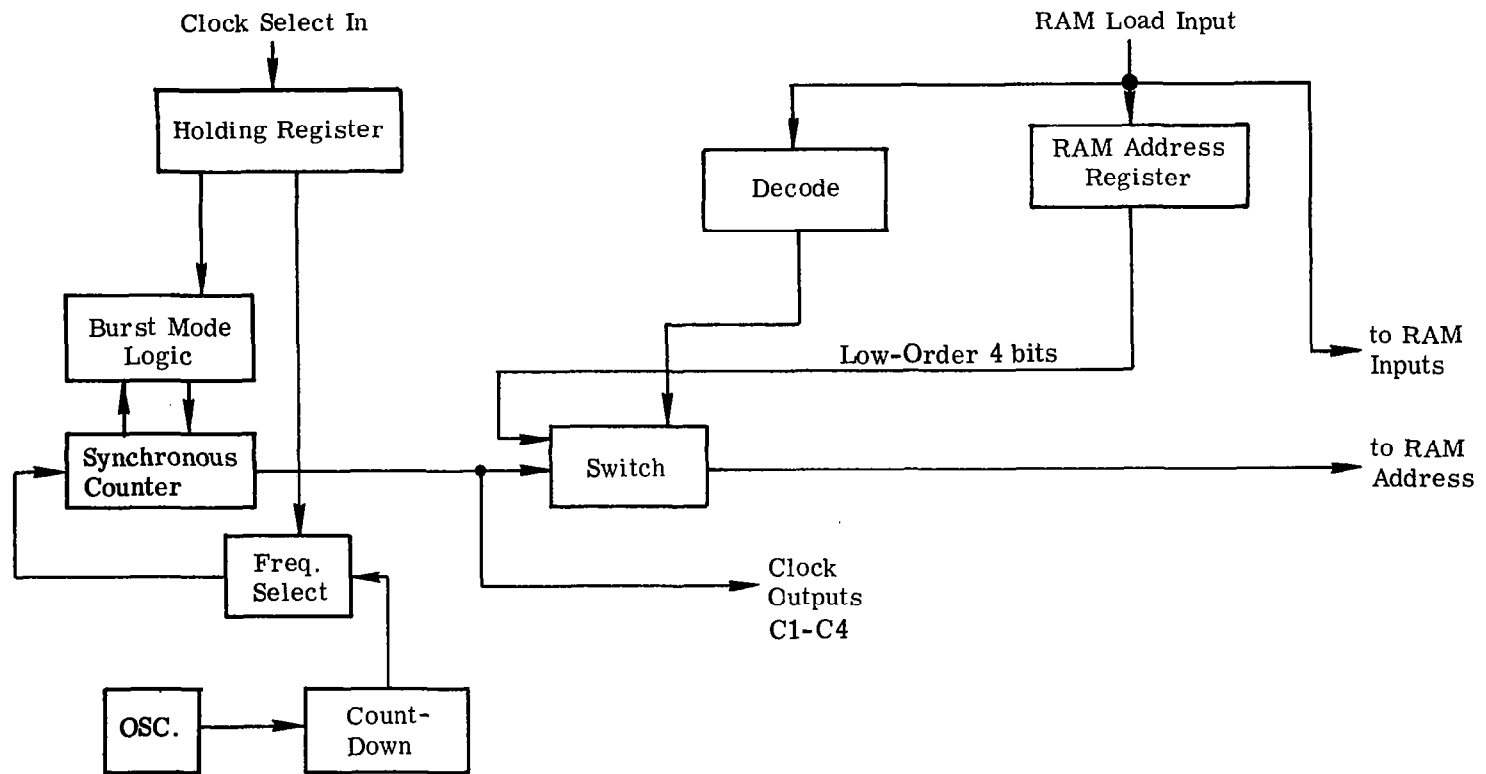 Clock Select In
RAM Load Input
Holding Register
RAM Address
Register
Decode
Burst Mode
Logic
Low-Order 4 bits
to RAM
Inputs
Synchronous
Counter
Switch
to RAM
Address
Freq.
Select
Clock
Outputs
C1-C4
OSC.
Count-
Down